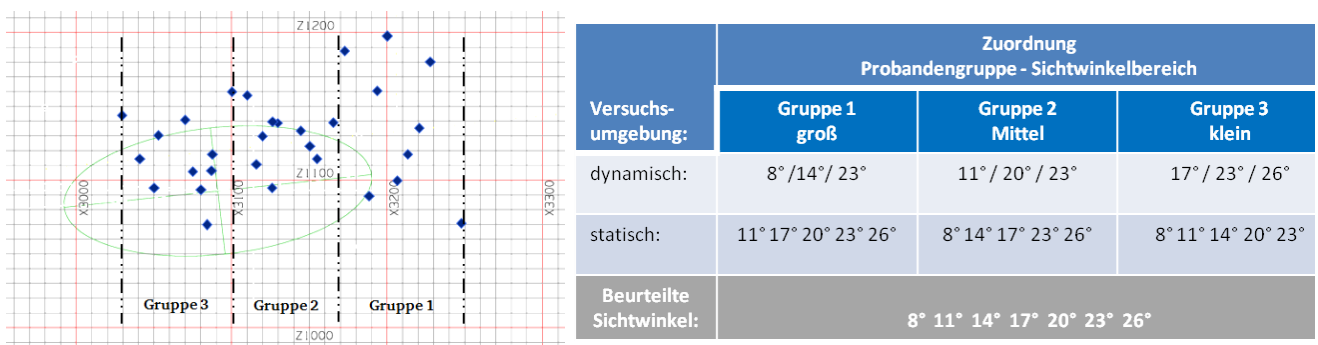 Z1200
Z1100
X3000
X3100
X3200
X3300
Gruppe 3
Gruppe 2
Gruppe 1
Z1000
Zuordnung
Probandengruppe - Sichtwinkelbereich
Versuchs-
umgebung:
Gruppe 1
groß
Gruppe 2
Mittel
Gruppe 3
klein
dynamisch:
8°/14°/ 23°
11°/ 20°/ 23°
17°/ 23°/ 26°
statisch:
11° 17° 20° 23° 26°
8° 14° 17° 23° 26°
8° 11° 14° 20° 23°
Beurteilte
Sichtwinkel:
8° 11° 14° 17° 20° 23° 26°